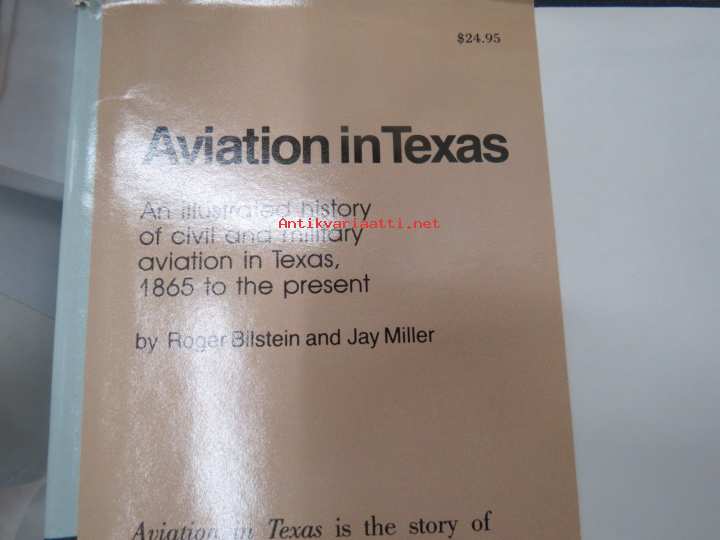 $24.95
Aviation in Texas
An illustrated history
of civil and military
aviation in Texas,
1865 to the present
by Roger Bilstein and Jay Miller
Aviation in Texas is the story of
Antikvariaatti.net